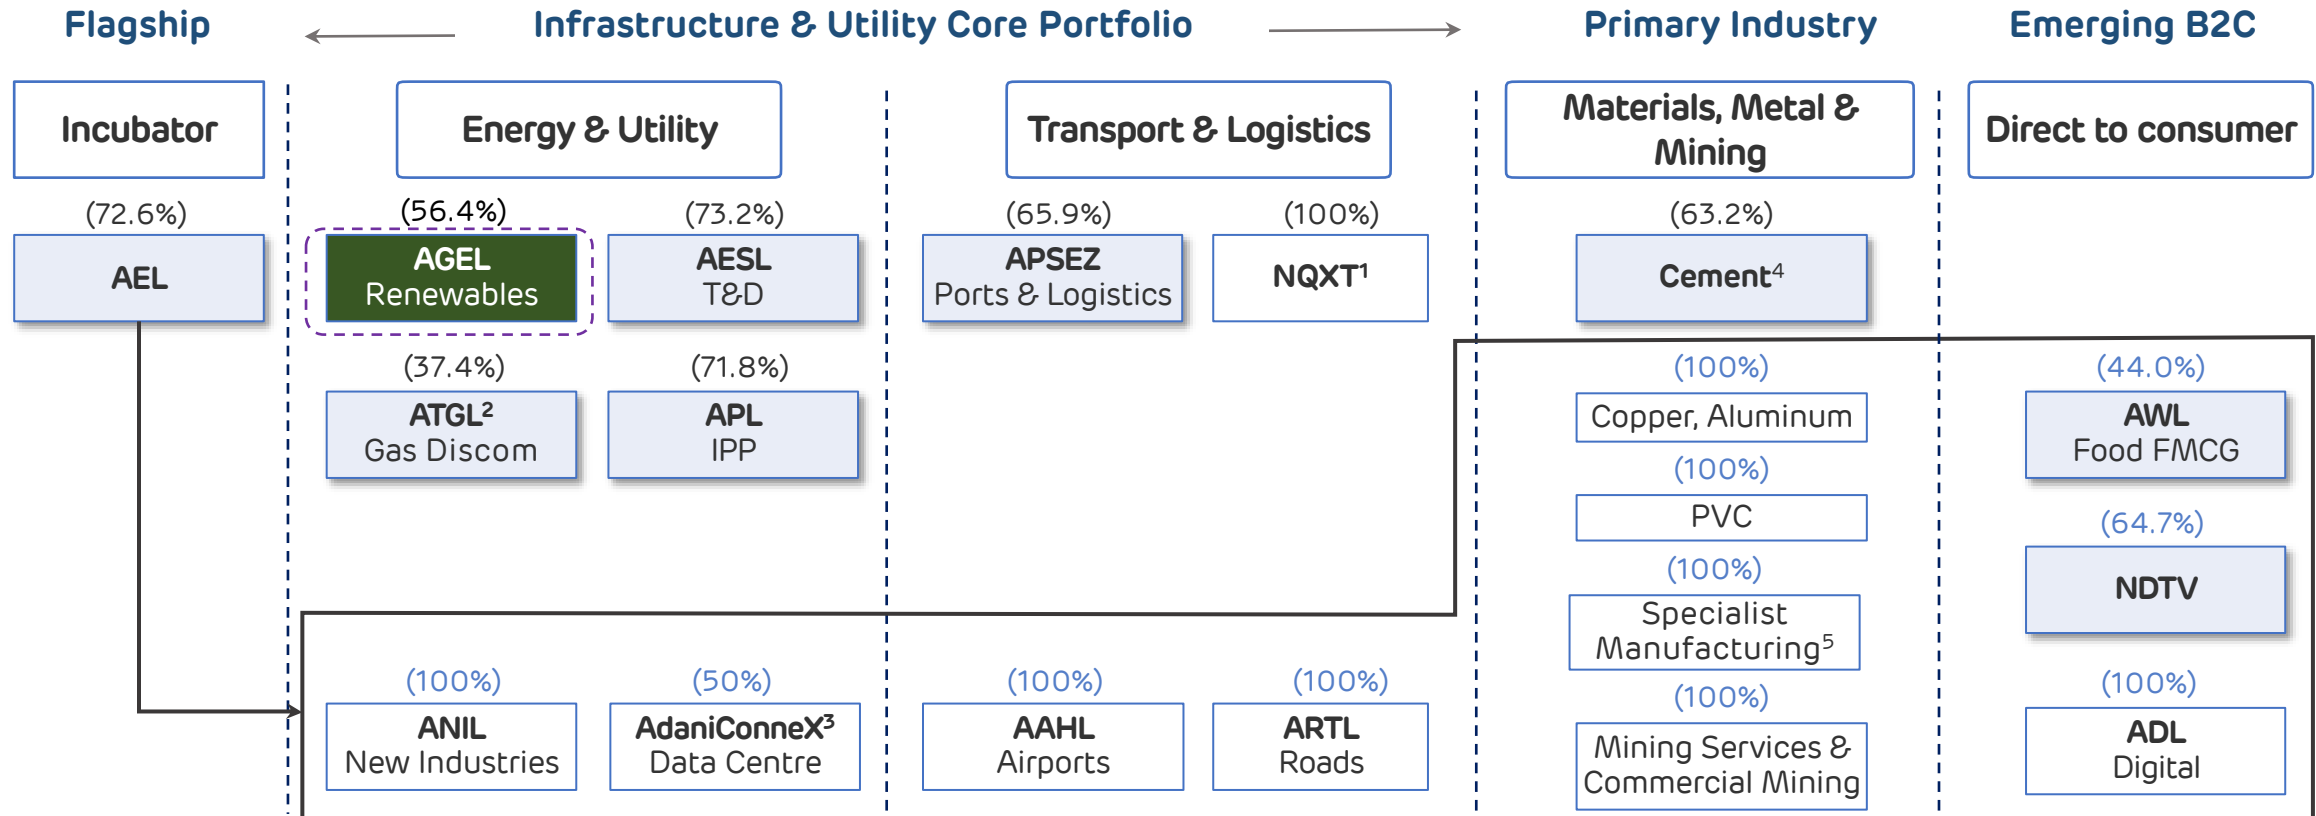 Flagship
Infrastructure & Utility Core Portfolio
Primary Industry
Emerging B2C
Incubator
Energy & Utility
Transport & Logistics
Materials, Metal &
Mining
Direct to consumer
(72.6%)
AEL
(56.4%)
AGEL
Renewables
(73.2%)
AESL
T&D
(65.9%)
APSEZ
Ports & Logistics
(100%)
NQXT¹
(63.2%)
Cement⁴
(37.4%)
ATGL²
Gas Discom
(71.8%)
APL
IPP
(100%)
Copper, Aluminum
(100%)
PVC
(100%)
Specialist
Manufacturing⁵
(100%)
Mining Services &
Commercial Mining
(44.0%)
AWL
Food FMCG
(64.7%)
NDTV
(100%)
ADL
Digital
(100%)
ANIL
New Industries
(50%)
AdaniConneX³
Data Centre
(100%)
AAHL
Airports
(100%)
ARTL
Roads